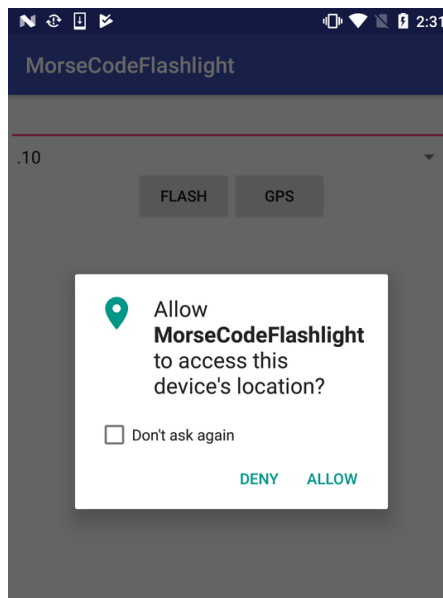 2:31
MorseCodeFlashlight
.10
FLASH GPS
Allow
MorseCodeFlashlight
to access this
device's location?
Don't ask again
DENY ALLOW